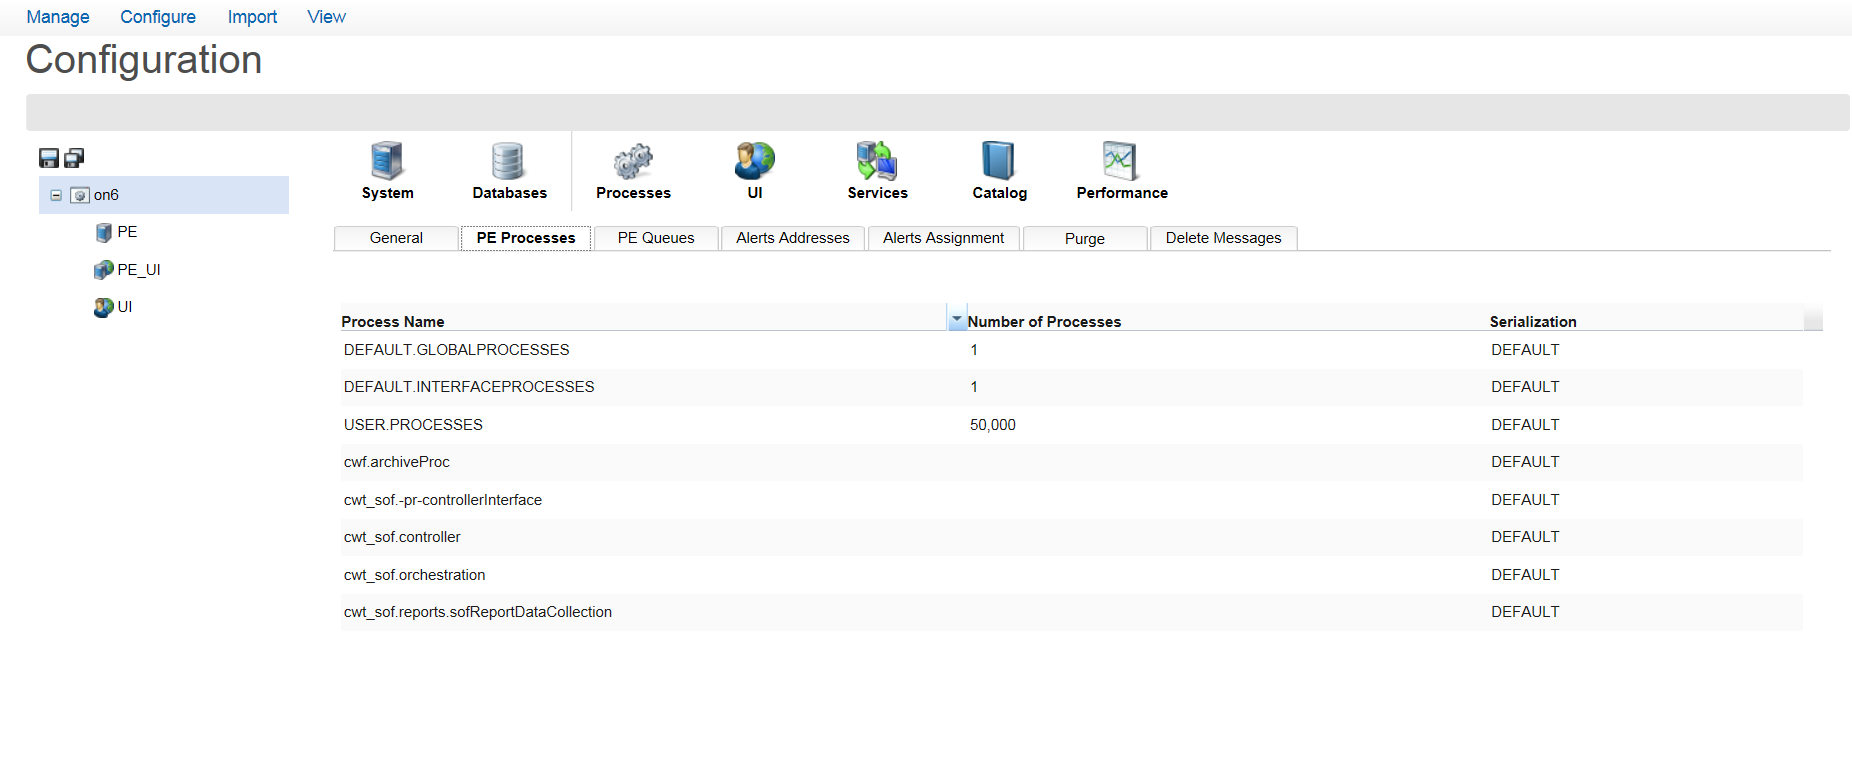 Manage Configure Import View
Configuration
System Databases Processes UI Services Catalog Performance
on6
General PE Processes PE Queues Alerts Addresses Alerts Assignment Purge Delete Messages
PE
PE_UI
UI
Process Name Number of Processes Serialization
DEFAULT.GLOBALPROCESSES 1 DEFAULT
DEFAULT.INTERFACEPROCESSES 1 DEFAULT
USER.PROCESSES 50,000 DEFAULT
cwf.archiveProc DEFAULT
cwt_sof.-pr-controllerInterface DEFAULT
cwt_sof.controller DEFAULT
cwt_sof.orchestration DEFAULT
cwt_sof.reports.sofReportDataCollection DEFAULT